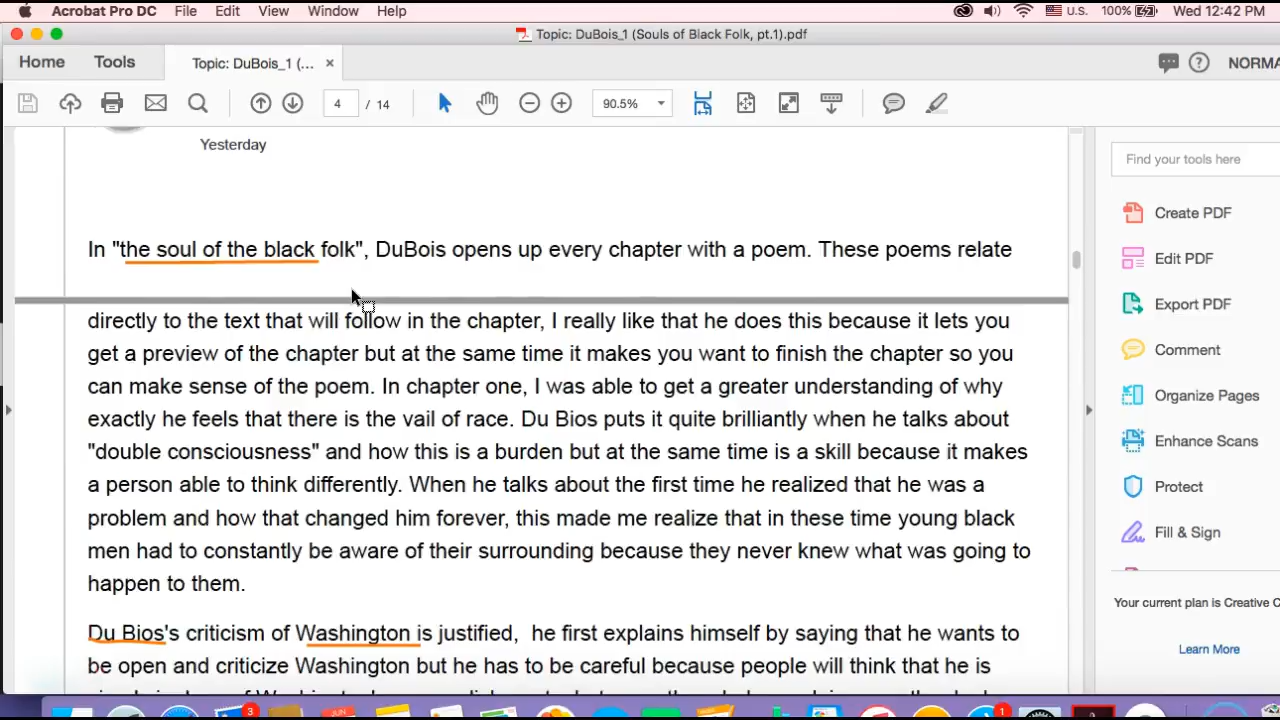 Acrobat Pro DC File Edit View Window Help U.S. 100% Wed 12:42 PM
Topic: DuBois_1 (Souls of Black Folk, pt.1).pdf
Home Tools Topic: DuBois_1 (... × ? NORMA
4 / 14 90.5%
Yesterday
Find your tools here
Create PDF
Edit PDF
Export PDF
Comment
Organize Pages
Enhance Scans
Protect
Fill & Sign
Your current plan is Creative C
Learn More
In "the soul of the black folk", DuBois opens up every chapter with a poem. These poems relate
directly to the text that will follow in the chapter, I really like that he does this because it lets you
get a preview of the chapter but at the same time it makes you want to finish the chapter so you
can make sense of the poem. In chapter one, I was able to get a greater understanding of why
exactly he feels that there is the vail of race. Du Bios puts it quite brilliantly when he talks about
"double consciousness" and how this is a burden but at the same time is a skill because it makes
a person able to think differently. When he talks about the first time he realized that he was a
problem and how that changed him forever, this made me realize that in these time young black
men had to constantly be aware of their surrounding because they never knew what was going to
happen to them.
Du Bios's criticism of Washington is justified, he first explains himself by saying that he wants to
be open and criticize Washington but he has to be careful because people will think that he is
3 JUN 1